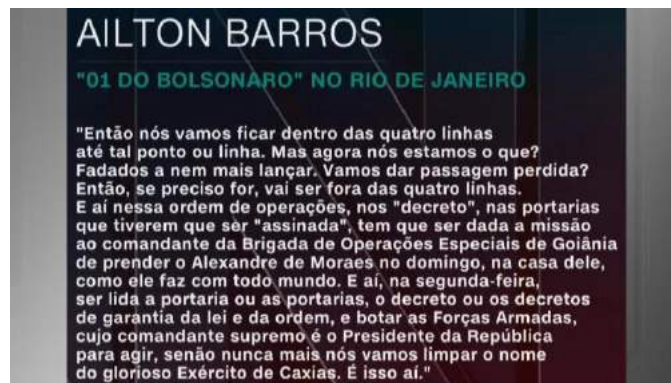 AILTON BARROS
"01 DO BOLSONARO" NO RIO DE JANEIRO
"Então nós vamos ficar dentro das quatro linhas
até tal ponto ou linha. Mas agora nós estamos o que?
Fadados a nem mais lançar. Vamos dar passagem perdida?
Então, se preciso for, vai ser fora das quatro linhas.
E aí nessa ordem de operações, nos "decreto", nas portarias
que tiverem que ser "assinada", tem que ser dada a missão
ao comandante da Brigada de Operações Especiais de Goiânia
de prender o Alexandre de Moraes no domingo, na casa dele,
como ele faz com todo mundo. E aí, na segunda-feira,
ser lida a portaria ou as portarias, o decreto ou os decretos
de garantia da lei e da ordem, e botar as Forças Armadas,
cujo comandante supremo é o Presidente da República
para agir, senão nunca mais nós vamos limpar o nome
do glorioso Exército de Caxias. É isso aí."